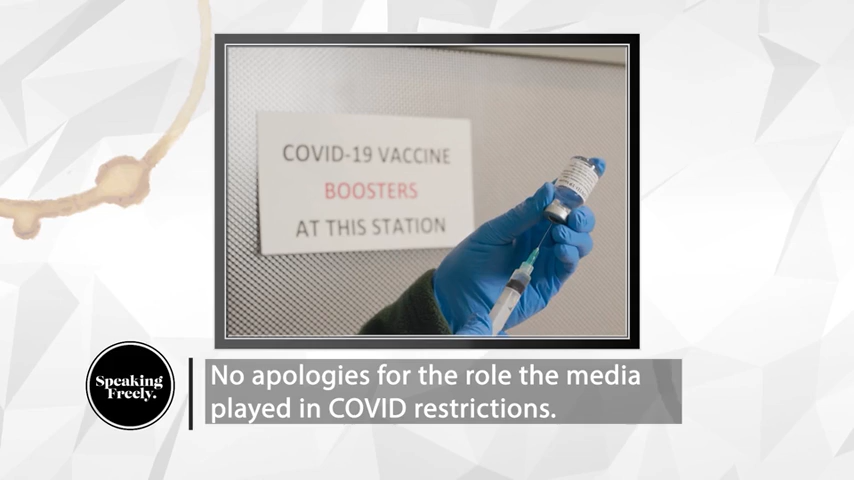 COVID-19 VACCINE
BOOSTERS
AT THIS STATION
Speaking
Freely.
No apologies for the role the media
played in COVID restrictions.